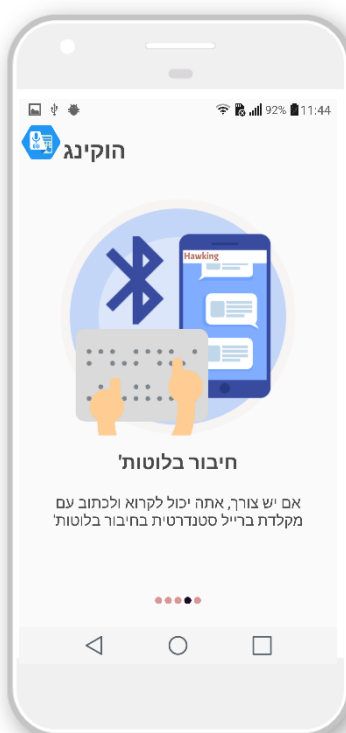 92% 11:44
הוקינג
Hawking
חיבור בלוטות'
אם יש צורך, אתה יכול לקרוא ולכתוב עם
מקלדת ברייל סטנדרטית בחיבור בלוטות'